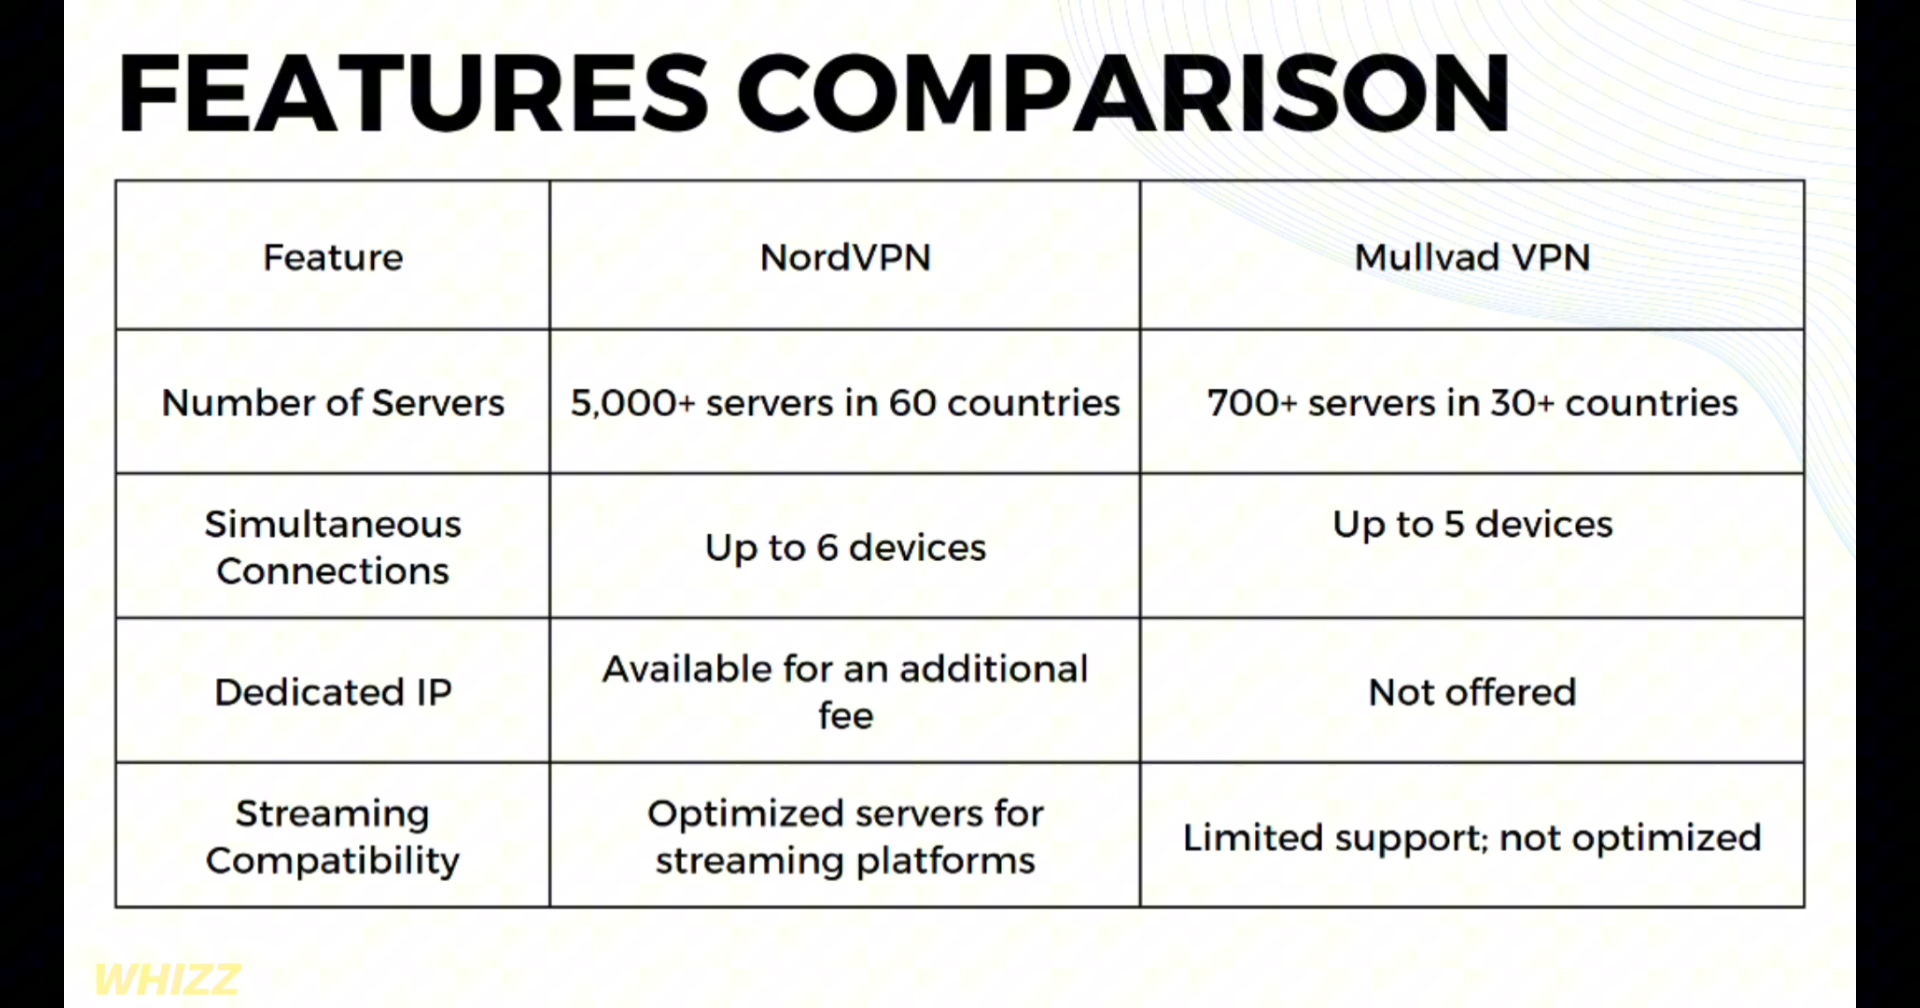 FEATURES COMPARISON
Feature
NordVPN
Mullvad VPN
Number of Servers
5,000+ servers in 60 countries
700+ servers in 30+ countries
Simultaneous
Connections
Up to 6 devices
Up to 5 devices
Dedicated IP
Available for an additional
fee
Not offered
Streaming
Compatibility
Optimized servers for
streaming platforms
Limited support; not optimized
WHIZZ